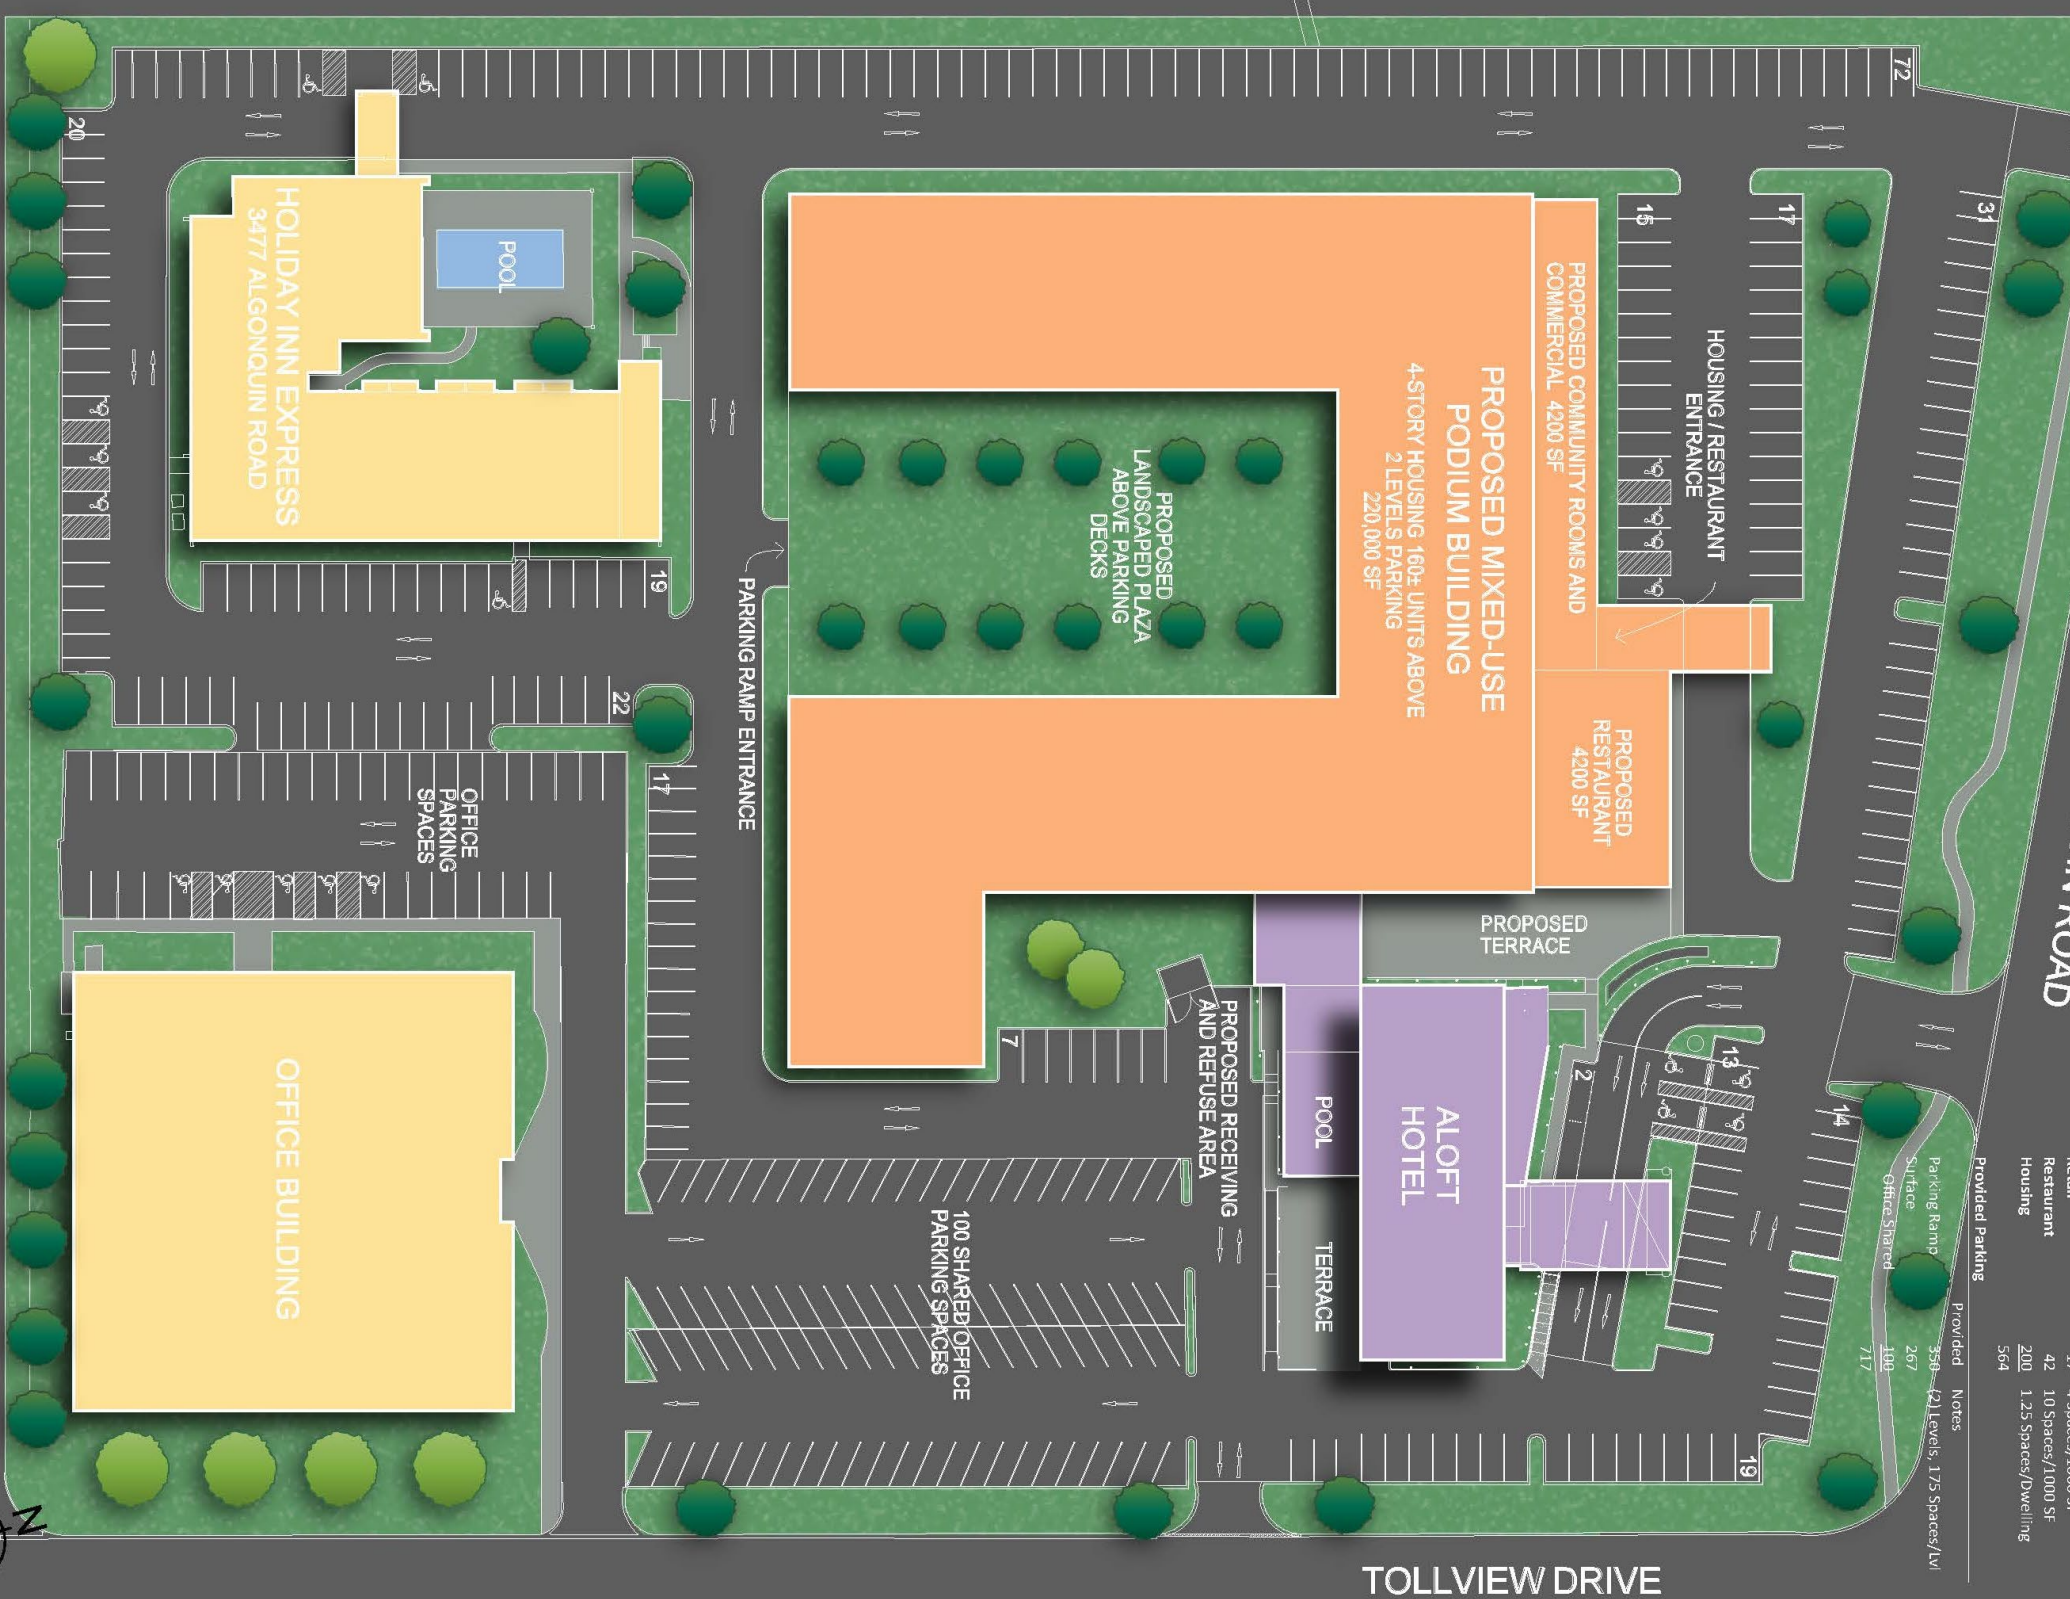 72
20
HOLIDAY INN EXPRESS
3477 ALGONQUIN ROAD
POOL
19
22
17
OFFICE
PARKING
SPACES
OFFICE BUILDING
PARKING RAMP ENTRANCE
PROPOSED
LANDSCAPED PLAZA
ABOVE PARKING
DECKS
PROPOSED MIXED-USE
PODIUM BUILDING
4-STORY HOUSING 160± UNITS ABOVE
2 LEVELS PARKING
220,000 SF
PROPOSED COMMUNITY ROOMS AND
COMMERCIAL 4200 SF
15
17
31
HOUSING / RESTAURANT
ENTRANCE
PROPOSED
RESTAURANT
4200 SF
PROPOSED
TERRACE
7
PROPOSED RECEIVING
AND REFUSE AREA
POOL
ALOFT
HOTEL
TERRACE
2
13
14
19
100 SHARED OFFICE
PARKING SPACES
ROAD
Restaurant 42 10 Spaces/1000 SF
Housing 200 1.25 Spaces/Dwelling
564
Provided Parking
Provided Notes
Parking Ramp 350 (2) Levels, 175 Spaces/Lvl
Surface 267
Office Shared 100
717
N
TOLLVIEW DRIVE